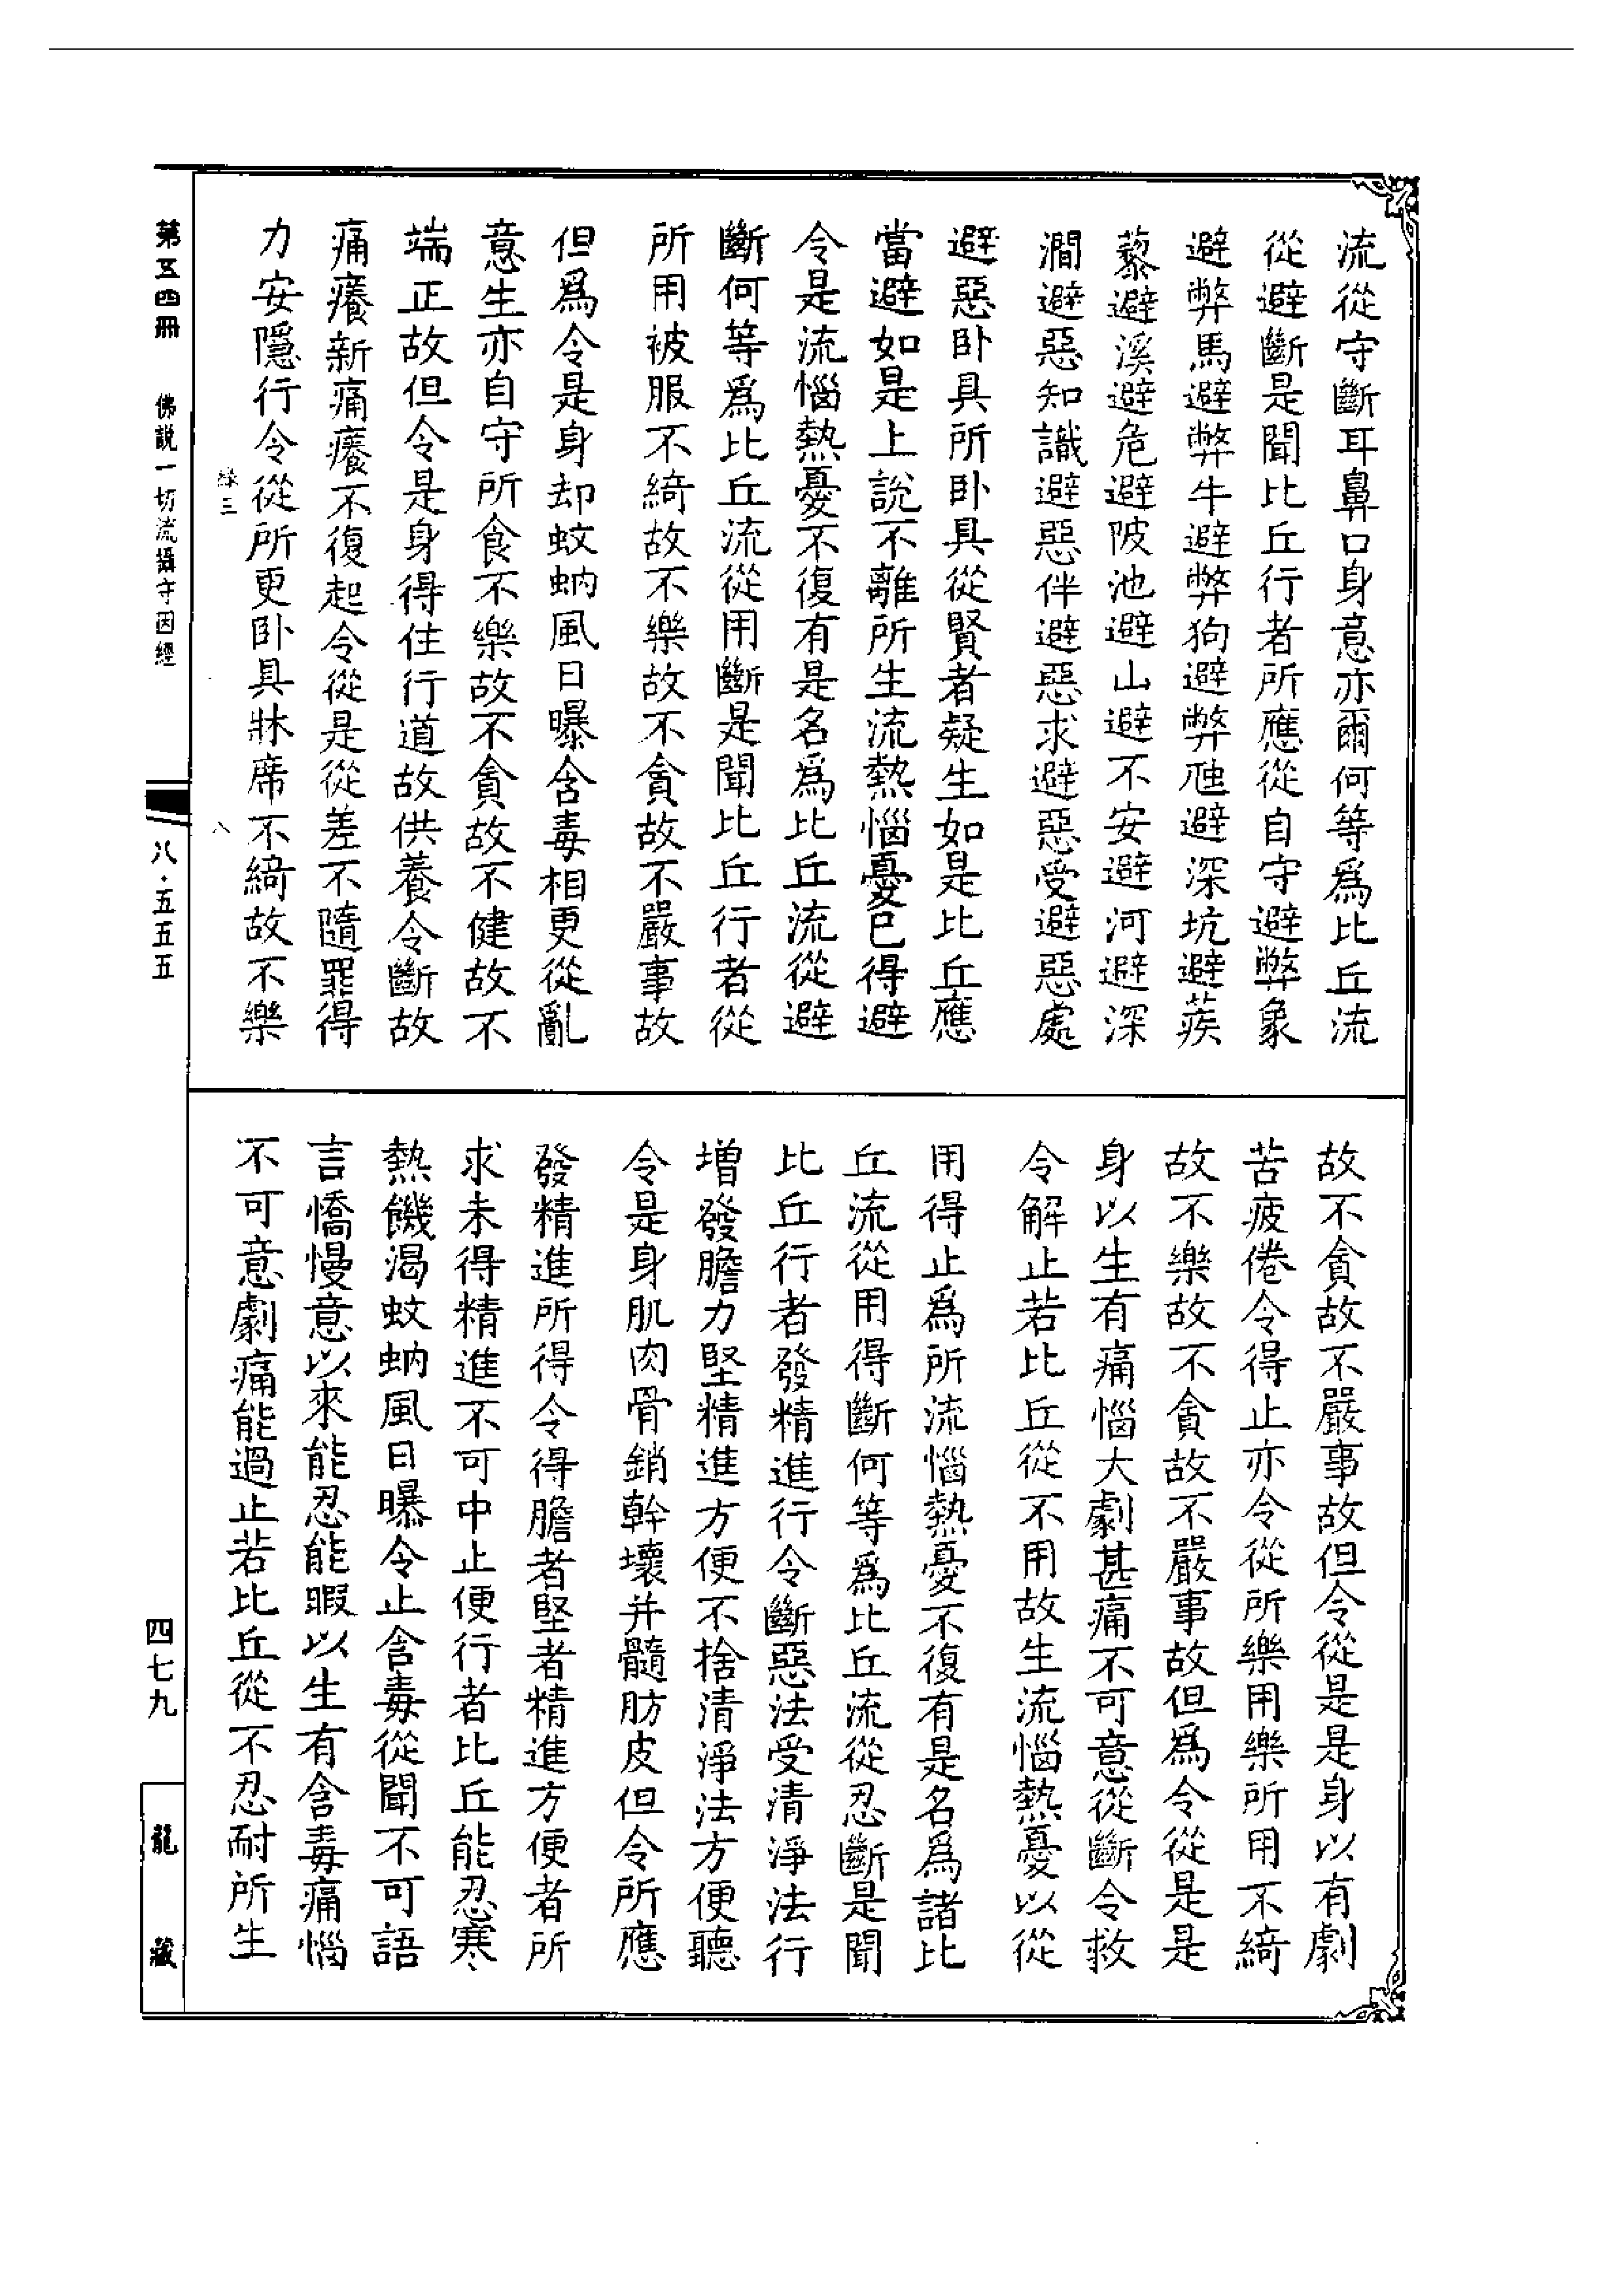 流從守斷耳鼻口身意亦爾何等爲比丘流
從避斷是聞比丘行者所應從自守避弊象
避弊馬避弊牛避弊狗避弊虺避深坑避蒺
藜避溪避危避陂池避山避不安避河避深
澗避惡知識避惡伴避惡求避惡受避惡處
避惡卧具所卧具從賢者疑生如是比丘應
當避如是上說不離所生流熱惱憂已得避
令是流惱熱憂不復有是名爲比丘流從避
斷何等爲比丘流從用斷是聞比丘行者從
所用被服不綺故不樂故不貪故不嚴事故
但爲令是身却蚊蚋風日曝含毒相更從亂
意生亦自守所食不樂故不貪故不健故不
端正故但令是身得住行道故供養令斷故
痛癢新痛癢不復起令從是從差不隨罪得
力安隱行令從所更卧具牀席不綺故不樂
故不貪故不嚴事故但令從是是身以有劇
苦疲倦令得止亦令從所樂用樂所用不綺
故不樂故不貪故不嚴事故但爲令從是是
身以生有痛惱大劇甚痛不可意從斷令救
令解止若比丘從不用故生流惱熱憂以從
用得止爲所流惱熱憂不復有是名爲諸比
丘流從用得斷何等爲比丘流從忍斷是聞
比丘行者發精進行令斷惡法受清淨法行
增發膽力堅精進方便不捨清淨法方便聽
令是身肌肉骨銷幹壞并髓肪皮但令所應
發精進所得令得膽者堅者精進方便者所
求未得精進不可中止便行者比丘能忍寒
熱饑渴蚊蚋風日曝令止含毒從聞不可語
言憍慢意以來能忍能暇以生有含毒痛惱
不可意劇痛能過止若比丘從不忍耐所生
緣三
八
第五四冊
佛說一切流攝守因經
八·五五五
四七九
龍藏